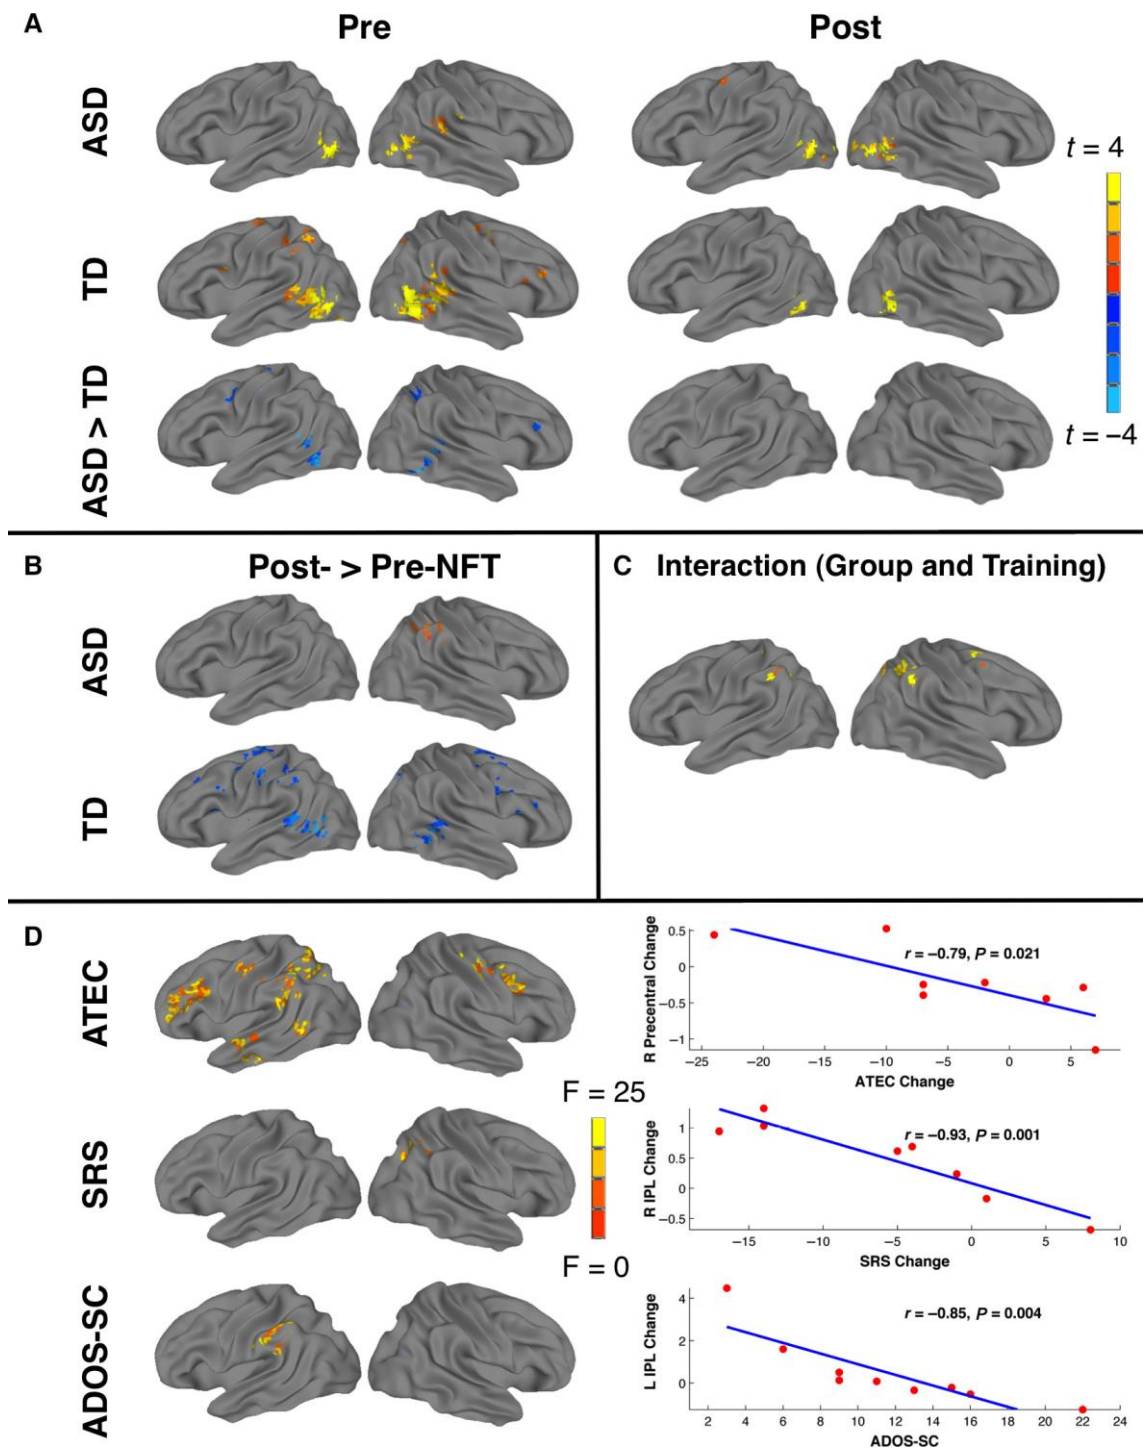 A
Pre
Post
ASD
t = 4
TD
ASD > TD
t = −4
B
Post- > Pre-NFT
ASD
TD
C
Interaction (Group and Training)
D
ATEC
R Precentral Change
0.5
0
−0.5
−1
r = −0.79, P = 0.021
−25 −20 −15 −10 −5 0 5
ATEC Change
F = 25
SRS
F = 0
R IPL Change
1
0.5
0
−0.5
r = −0.93, P = 0.001
−15 −10 −5 0 5 10
SRS Change
ADOS-SC
L IPL Change
4
2
0
r = −0.85, P = 0.004
2 4 6 8 10 12 14 16 18 20 22 24
ADOS-SC